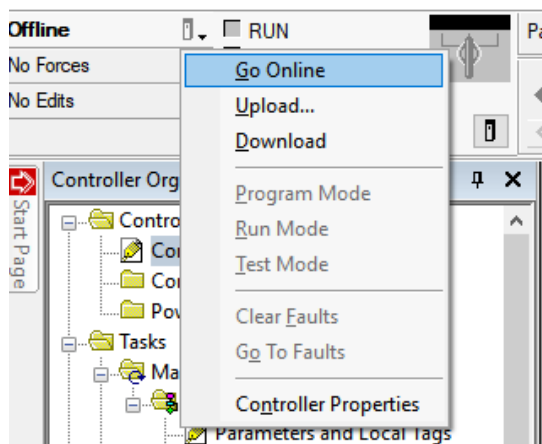 Offline
RUN
No Forces
No Edits
Go Online
Upload...
Download
Program Mode
Run Mode
Test Mode
Clear Faults
Go To Faults
Controller Properties
Start Page
Controller Org
Contro
Tasks
Parameters and Local Tags